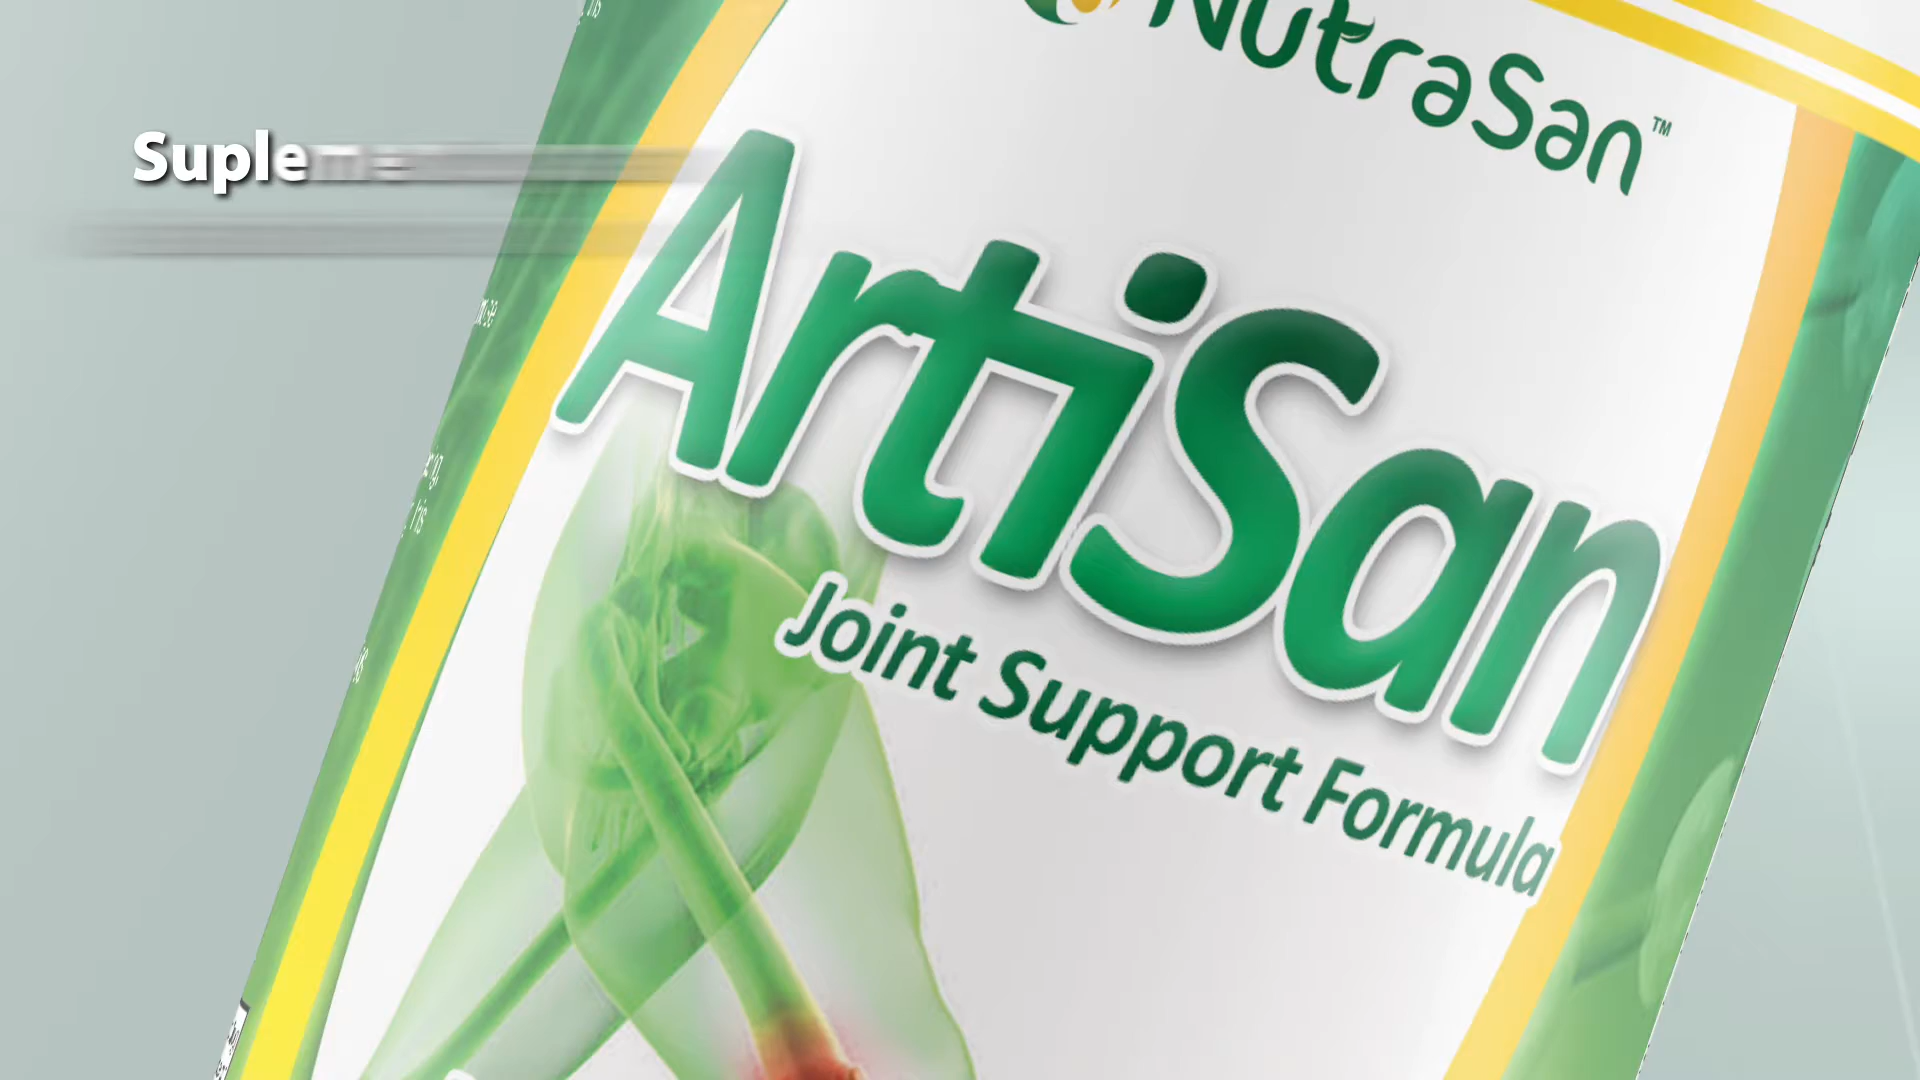 NutraSan™
Suple
ArtiSan
Joint Support Formula